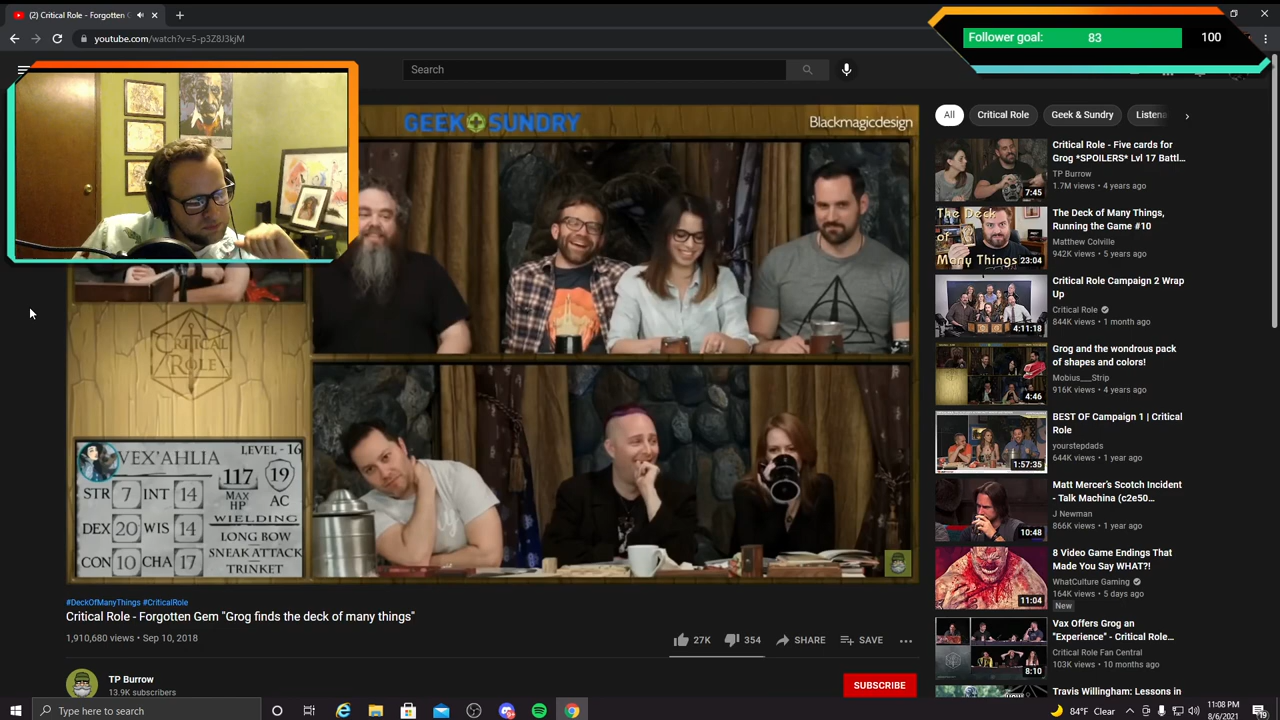 (2) Critical Role - Forgotten G
youtube.com/watch?v=5-p3Z8J3kjM
Follower goal: 83 100
Search
GEEK & SUNDRY
Blackmagicdesign
All
Critical Role
Geek & Sundry
Listena
Critical Role - Five cards for
Grog *SPOILERS* Lvl 17 Battl...
TP Burrow
1.7M views • 4 years ago
7:45
The Deck
of
Many Things
The Deck of Many Things,
Running the Game #10
Matthew Colville
942K views • 5 years ago
23:04
Critical Role Campaign 2 Wrap
Up
Critical Role
844K views • 1 month ago
4:11:18
Grog and the wondrous pack
of shapes and colors!
Mobius___Strip
916K views • 4 years ago
4:46
BEST OF Campaign 1 | Critical
Role
yourstepdads
644K views • 1 year ago
1:57:35
Matt Mercer's Scotch Incident
- Talk Machina (c2e50...
J Newman
866K views • 1 year ago
10:48
8 Video Game Endings That
Made You Say WHAT?!
WhatCulture Gaming
164K views • 5 days ago
New
11:04
Vax Offers Grog an
"Experience" - Critical Role...
Critical Role Fan Central
103K views • 10 months ago
8:10
Travis Willingham: Lessons in
CRITICAL
ROLE
VEX'AHLIA
LEVEL - 16
STR 7 INT 14
DEX 20 WIS 14
CON 10 CHA 17
117
MAX
HP
19
AC
WIELDING
LONG BOW
SNEAK ATTACK
TRINKET
#DeckOfManyThings #CriticalRole
Critical Role - Forgotten Gem "Grog finds the deck of many things"
1,910,680 views • Sep 10, 2018
27K
354
SHARE
SAVE
TP Burrow
13.9K subscribers
SUBSCRIBE
Type here to search
84°F Clear
11:08 PM
8/6/2021